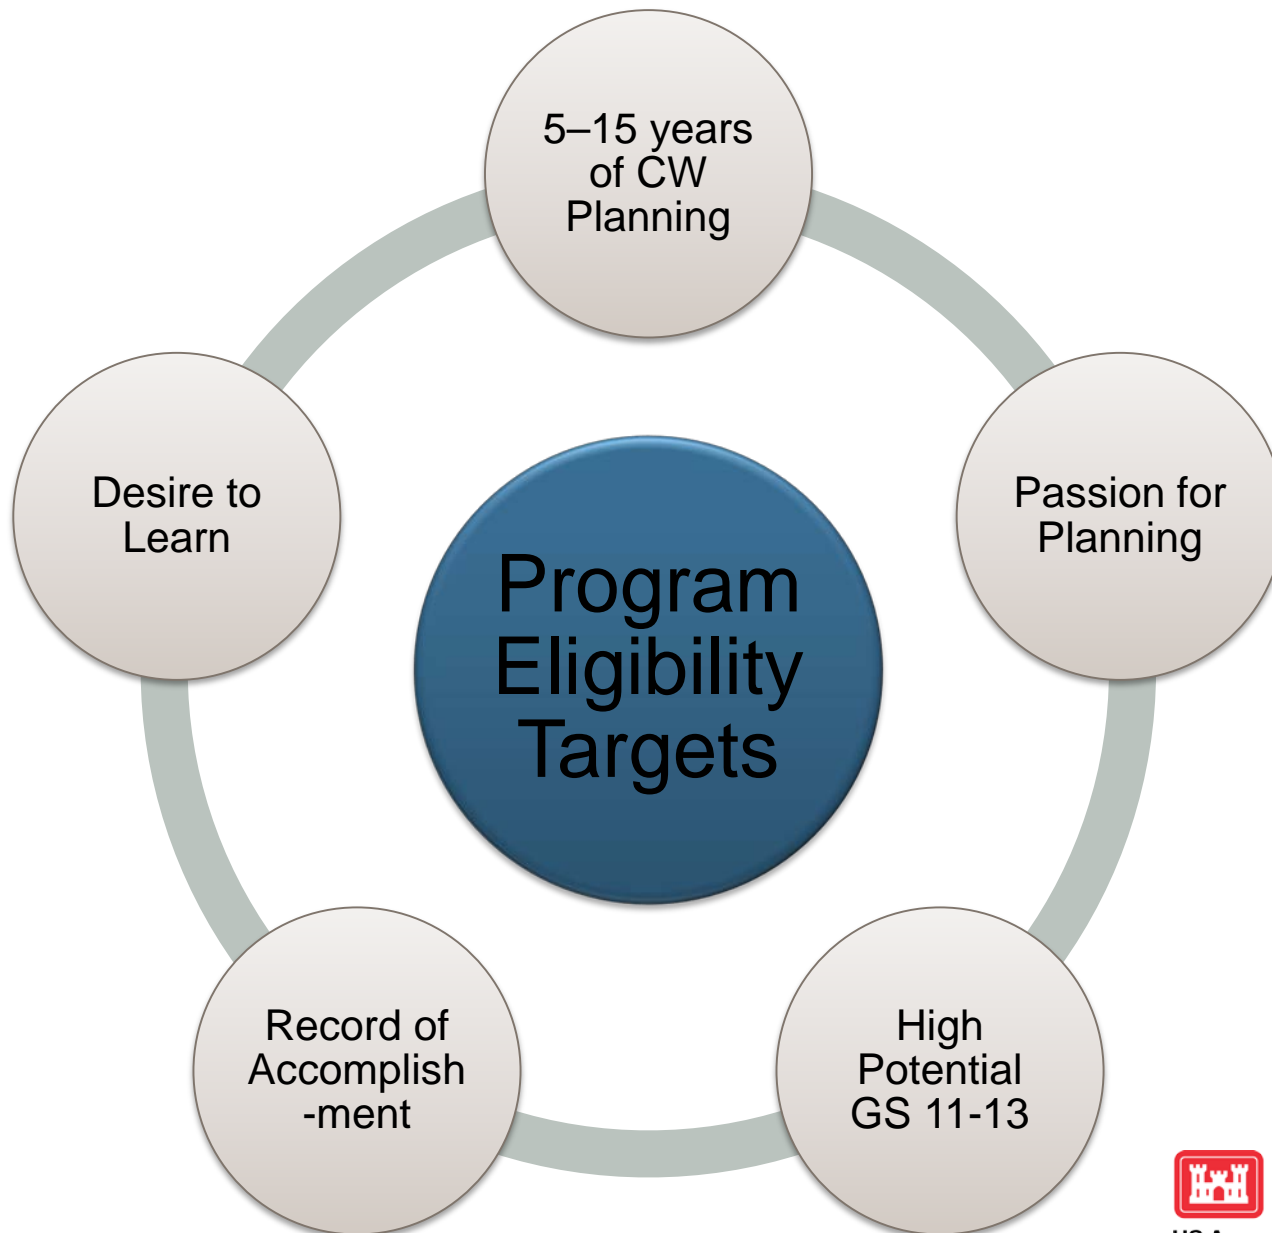 5–15 years
of CW
Planning
Passion for
Planning
High
Potential
GS 11-13
Record of
Accomplish
-ment
Desire to
Learn
Program
Eligibility
Targets